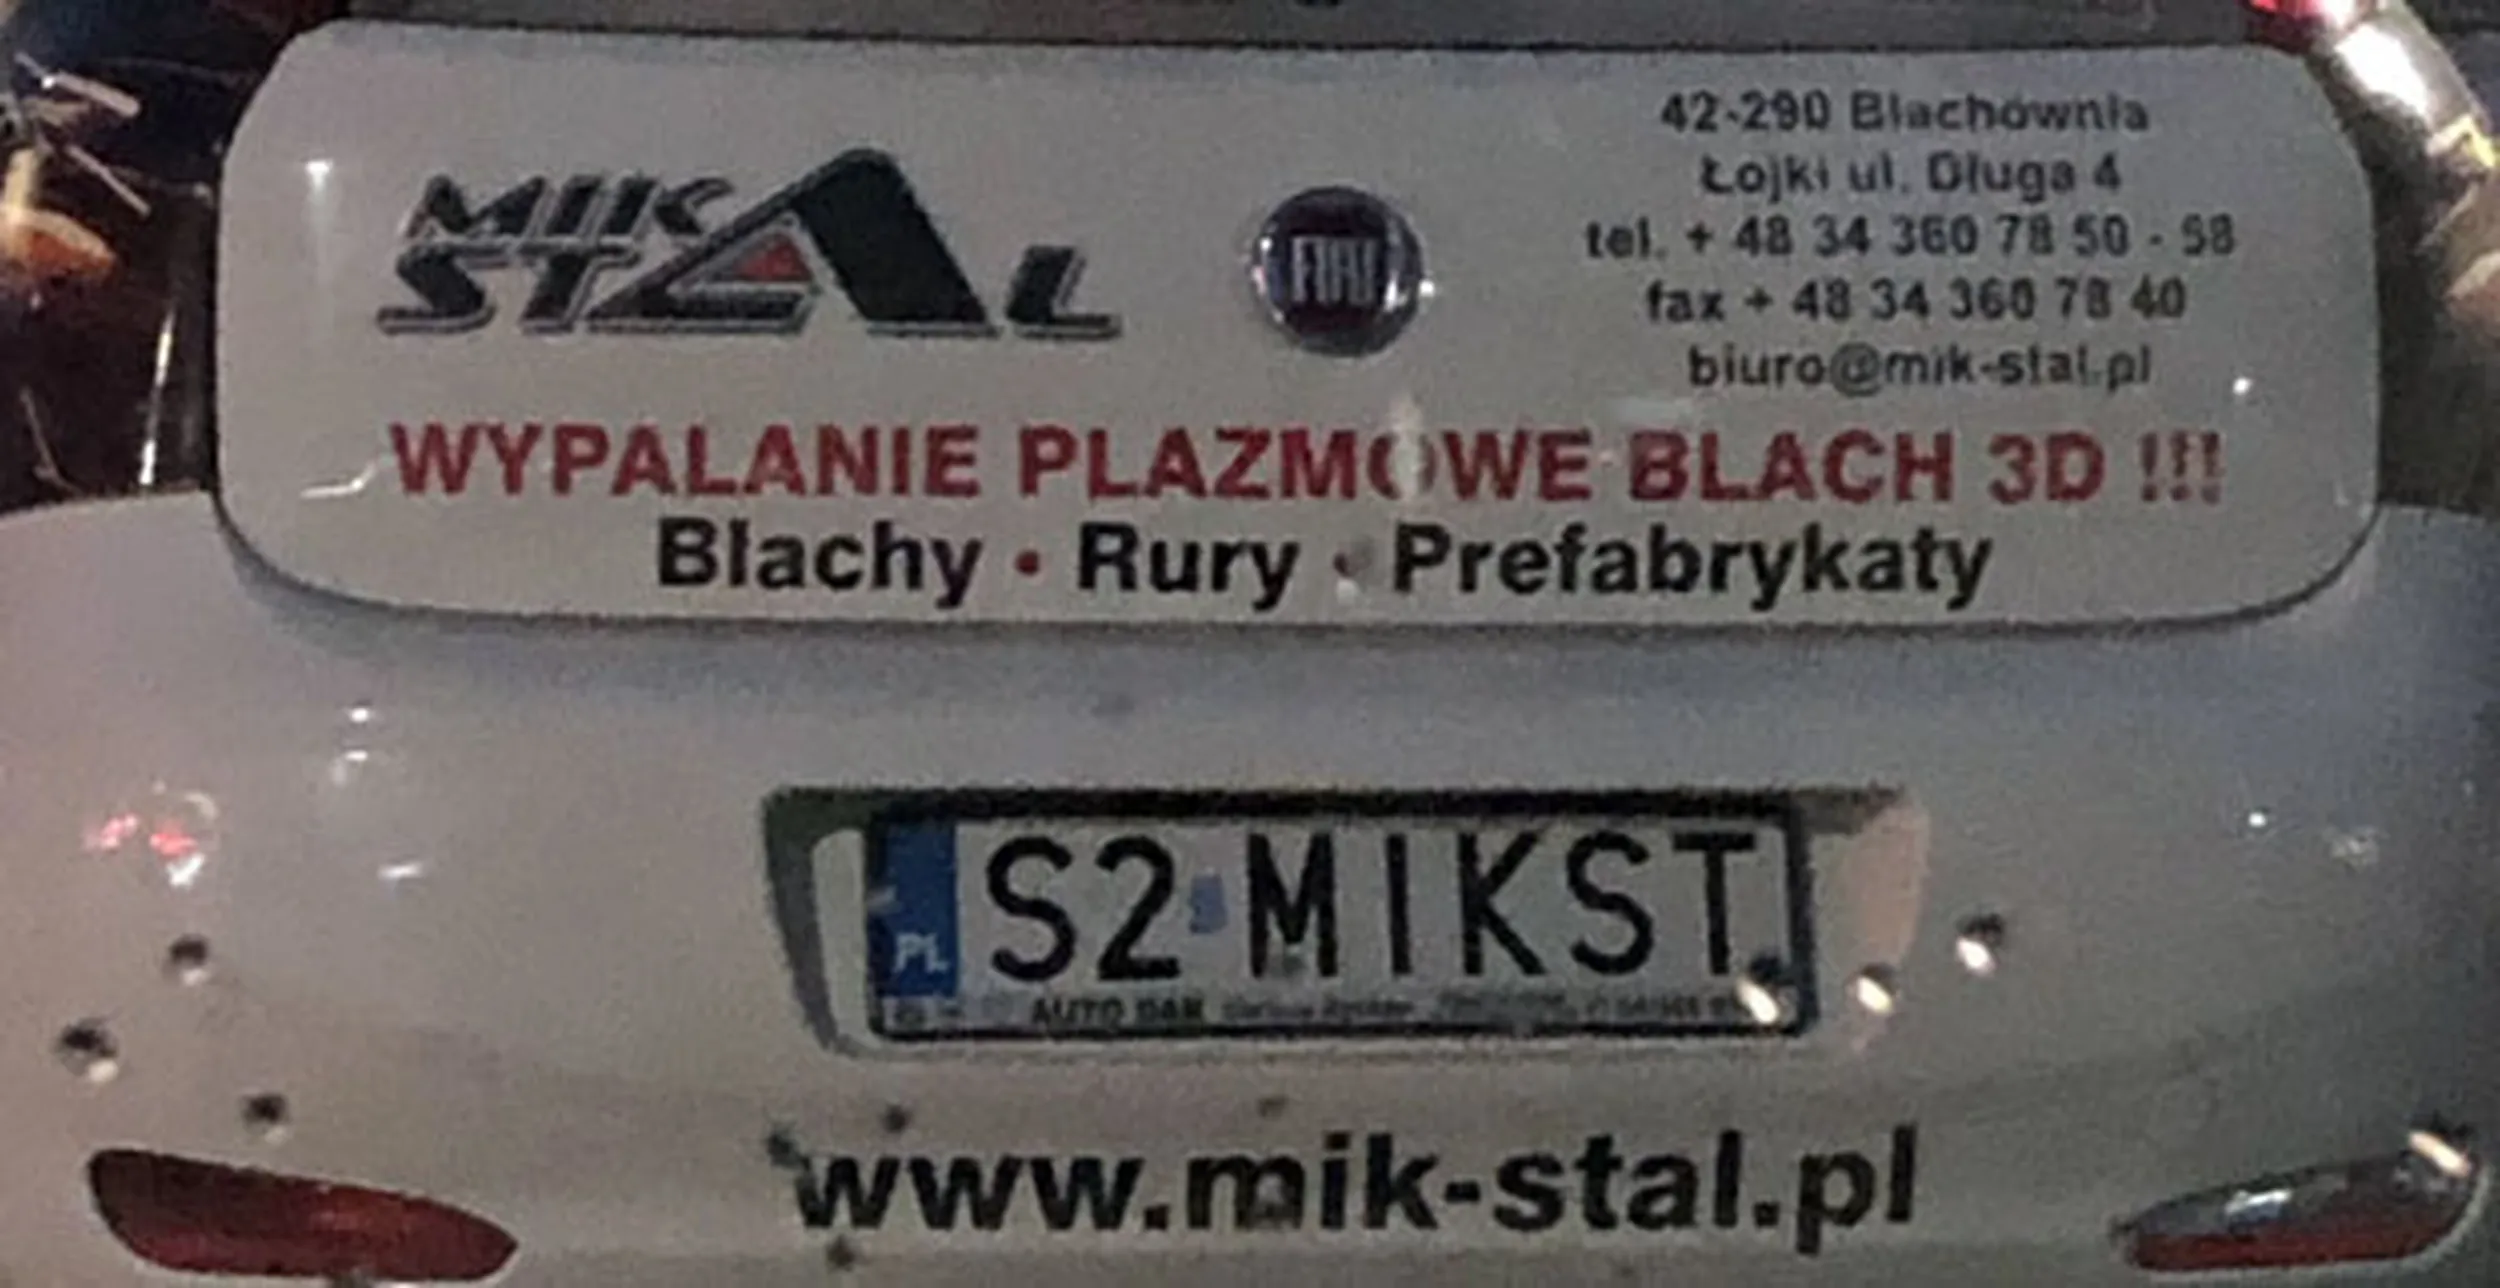 MIK
STAL
FIAT
42-290 Blachownia
Łojki ul. Długa 4
tel. + 48 34 360 78 50 - 58
fax + 48 34 360 78 40
biuro@mik-stal.pl
WYPALANIE PLAZMOWE BLACH 3D !!!
Blachy • Rury • Prefabrykaty
PL S2 MIKST
AUTO DAR
www.mik-stal.pl